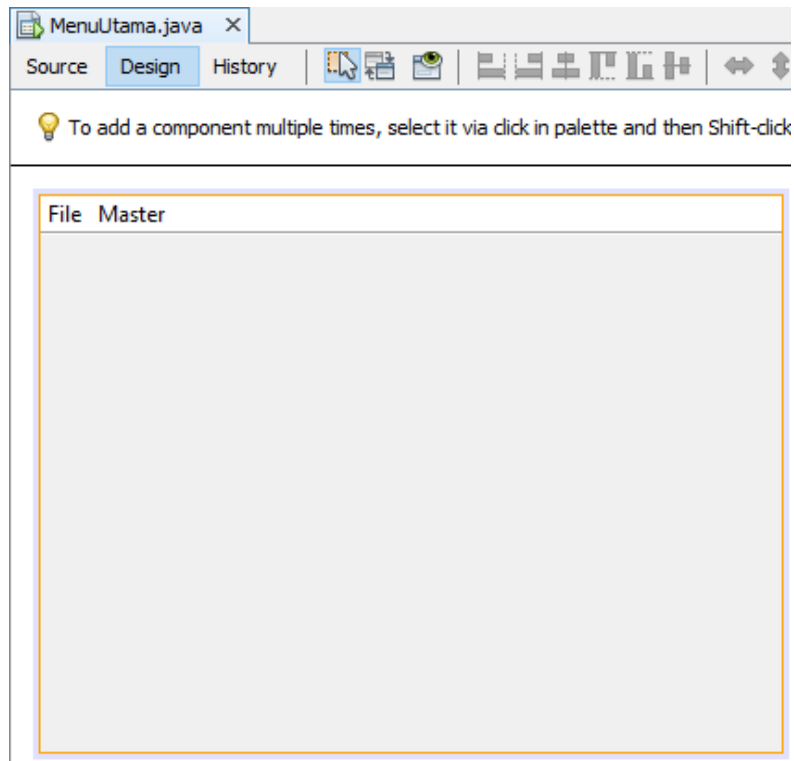 MenuUtama.java
Source Design History
To add a component multiple times, select it via click in palette and then Shift-click
File Master